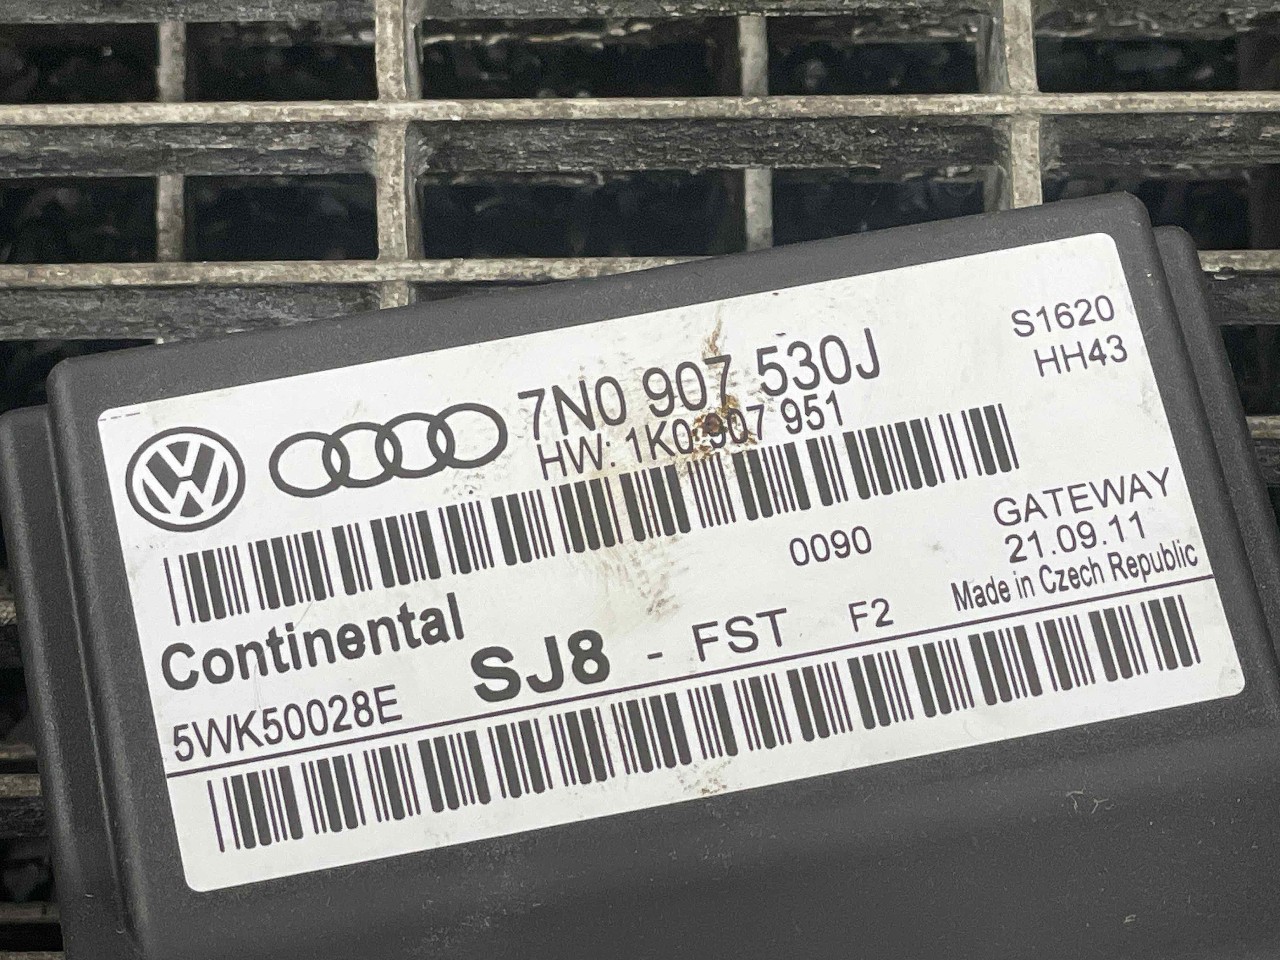 7N0 907 530J
HW: 1K0 907 951
S1620
HH43
0090
GATEWAY
21.09.11
Made in Czech Republic
Continental
SJ8 - FST F2
5WK50028E